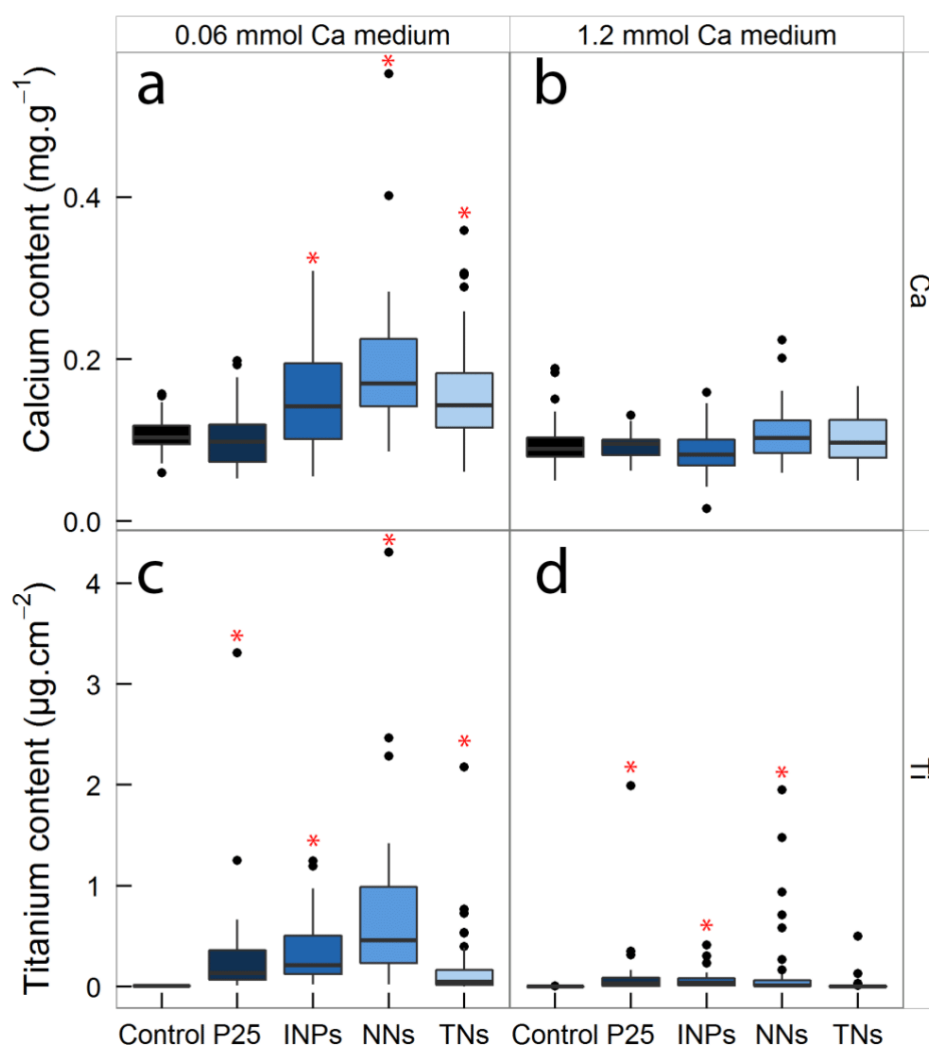 0.06 mmol Ca medium 1.2 mmol Ca medium
a b
Calcium content (mg.g⁻¹)
0.4
0.2
0.0
Ca
* * *
c d
Titanium content (µg.cm⁻²)
4
3
2
1
0
Ti
* * * * * * *
Control P25 INPs NNs TNs Control P25 INPs NNs TNs